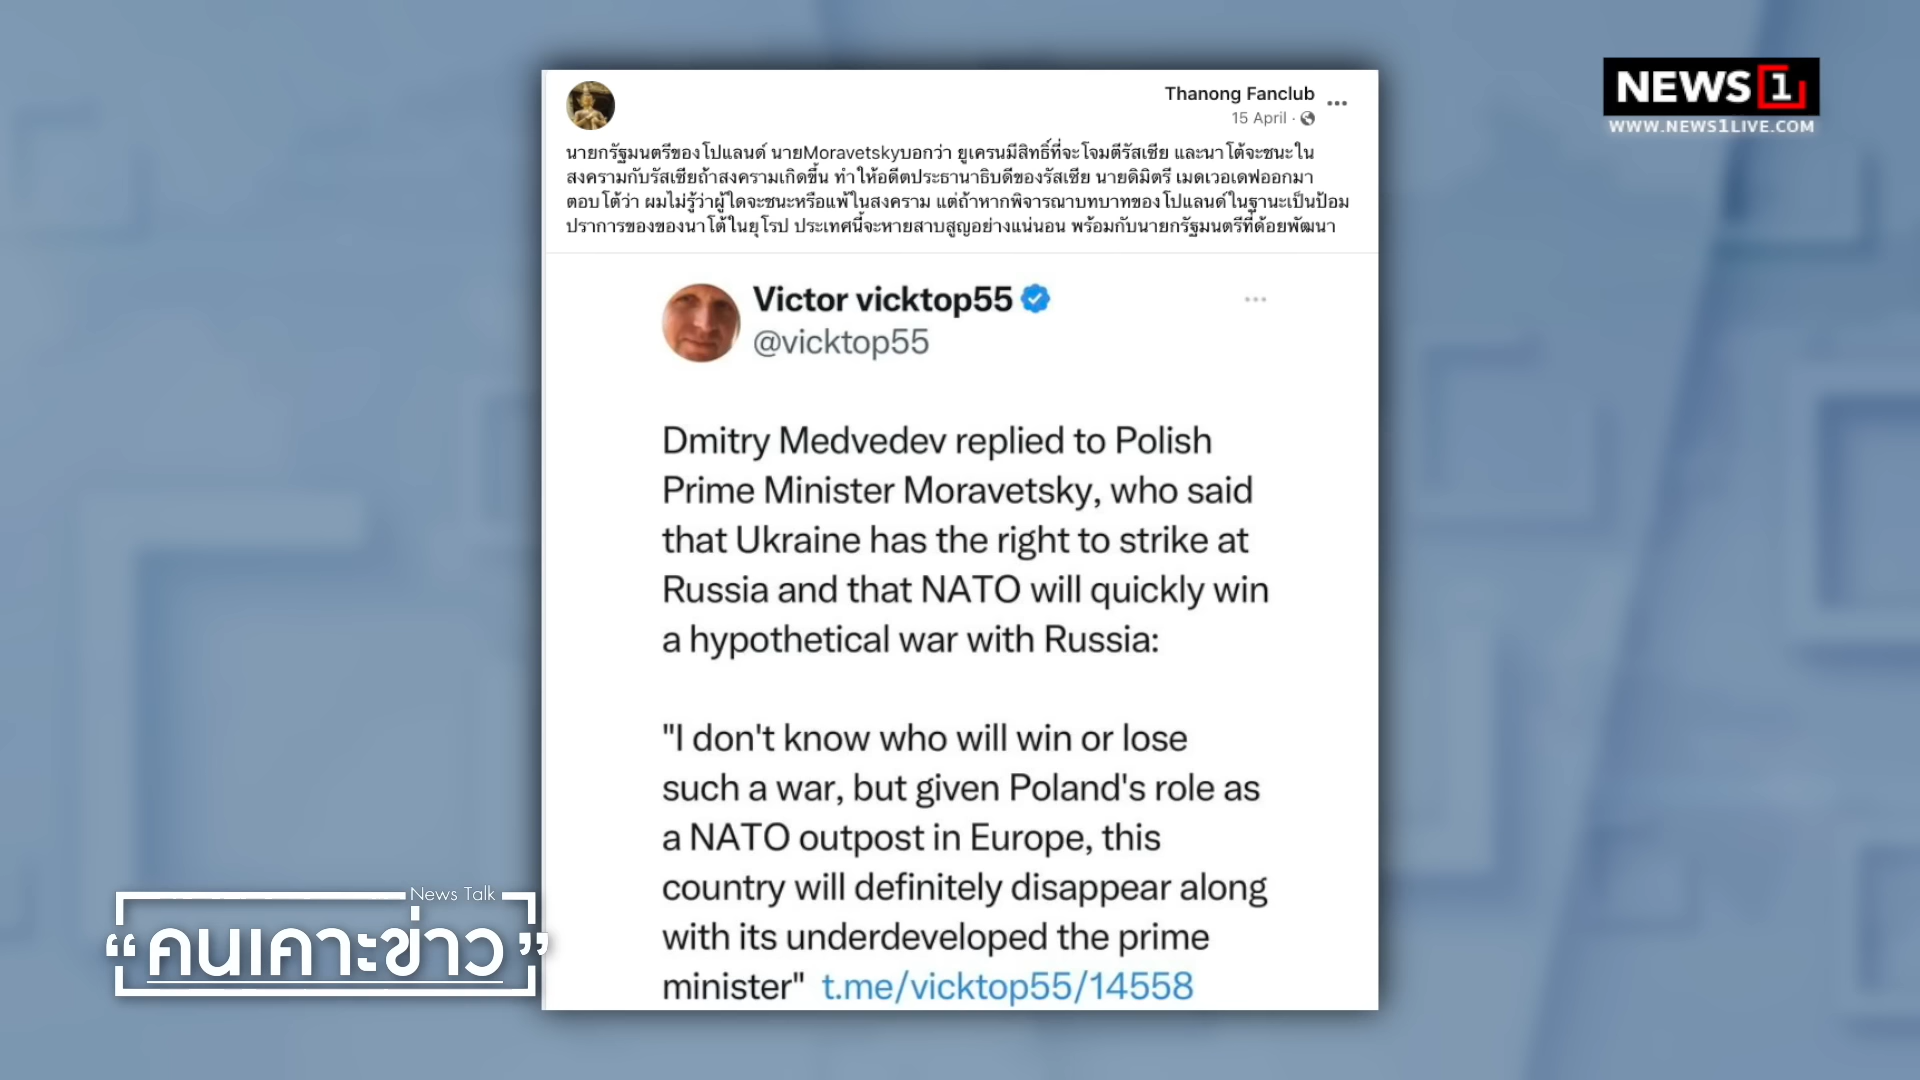 NEWS 1
WWW.NEWS1LIVE.COM
Thanong Fanclub
15 April ·
นายกรัฐมนตรีของโปแลนด์ นายMoravetskyบอกว่า ยูเครนมีสิทธิ์ที่จะโจมตีรัสเซีย และนาโต้จะชนะใน
สงครามกับรัสเซียถ้าสงครามเกิดขึ้น ทำให้อดีตประธานาธิบดีของรัสเซีย นายดิมิตรี เมดเวอเดฟออกมา
ตอบโต้ว่า ผมไม่รู้ว่าผู้ใดจะชนะหรือแพ้ในสงคราม แต่ถ้าหากพิจารณาบทบาทของโปแลนด์ในฐานะเป็นป้อม
ปราการของของนาโต้ในยุโรป ประเทศนี้จะหายสาบสูญอย่างแน่นอน พร้อมกับนายกรัฐมนตรีที่ด้อยพัฒนา
Victor vicktop55
@vicktop55
Dmitry Medvedev replied to Polish
Prime Minister Moravetsky, who said
that Ukraine has the right to strike at
Russia and that NATO will quickly win
a hypothetical war with Russia:
"I don't know who will win or lose
such a war, but given Poland's role as
a NATO outpost in Europe, this
country will definitely disappear along
with its underdeveloped the prime
minister" t.me/vicktop55/14558
News Talk
“คนเคาะข่าว”